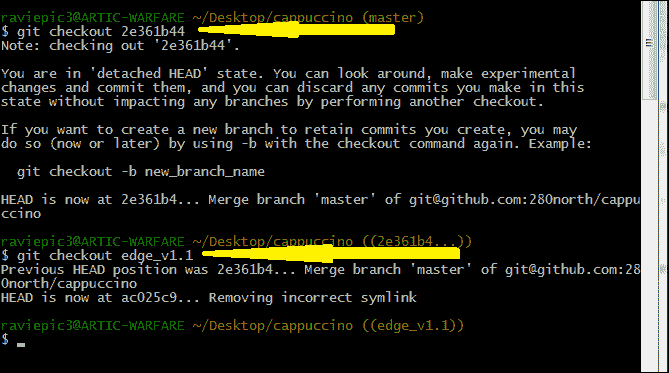 raviepic3@ARTIC-WARFARE ~/Desktop/cappuccino (master)
$ git checkout 2e361b44
Note: checking out '2e361b44'.
You are in 'detached HEAD' state. You can look around, make experimental
changes and commit them, and you can discard any commits you make in this
state without impacting any branches by performing another checkout.
If you want to create a new branch to retain commits you create, you may
do so (now or later) by using -b with the checkout command again. Example:
git checkout -b new_branch_name
HEAD is now at 2e361b4... Merge branch 'master' of git@github.com:280north/cappu
ccino
raviepic3@ARTIC-WARFARE ~/Desktop/cappuccino ((2e361b4...))
$ git checkout edge_v1.1
Previous HEAD position was 2e361b4... Merge branch 'master' of git@github.com:28
0north/cappuccino
HEAD is now at ac025c9... Removing incorrect symlink
raviepic3@ARTIC-WARFARE ~/Desktop/cappuccino ((edge_v1.1))
$